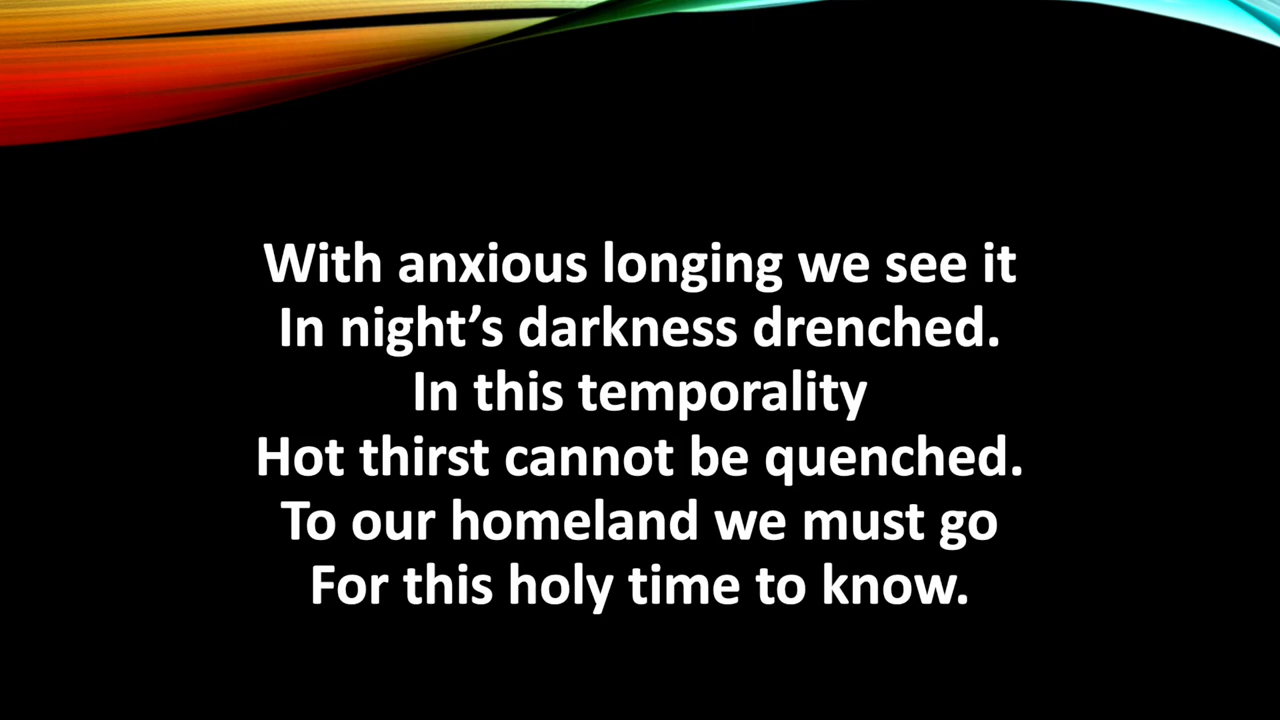 With anxious longing we see it
In night’s darkness drenched.
In this temporality
Hot thirst cannot be quenched.
To our homeland we must go
For this holy time to know.